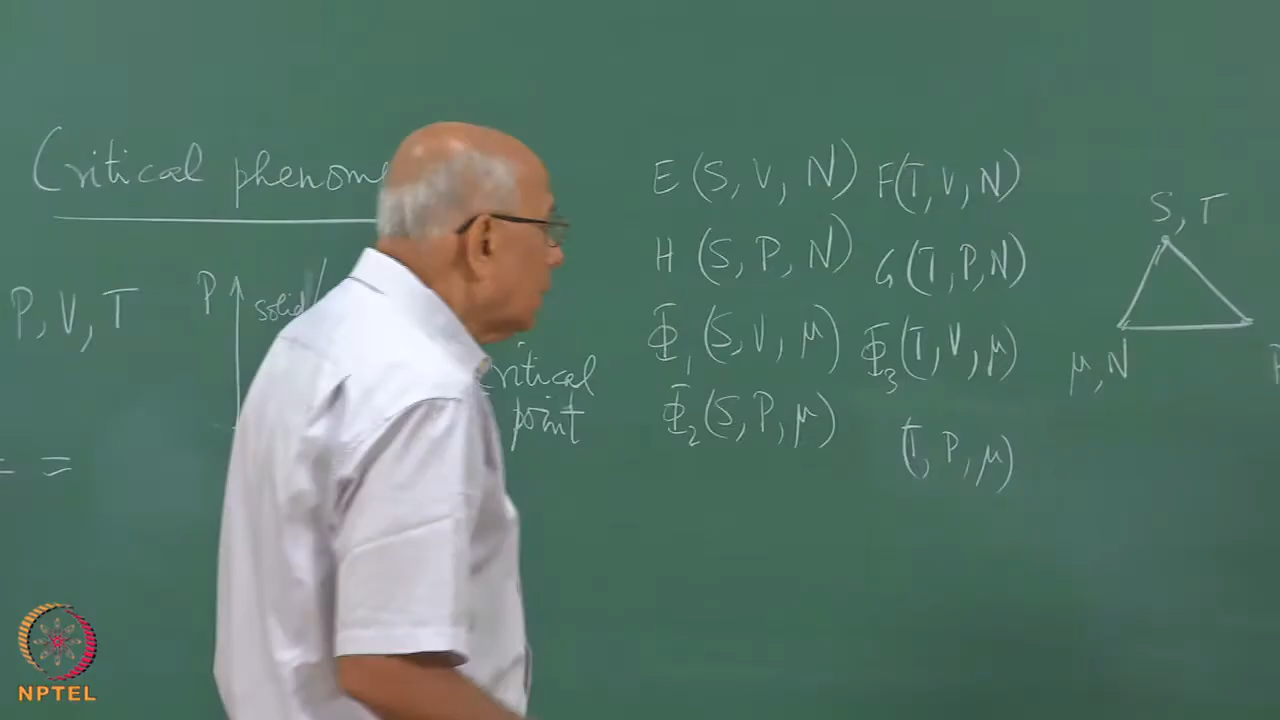 Critical phenome
P, V, T
P
solid
critical
point
=
E (S, V, N) F(T, V, N)
H (S, P, N) G(T, P, N)
Φ₁ (S, V, μ) Φ₃(T, V, μ)
Φ₂ (S, P, μ)
(T, P, μ)
S, T
μ, N
NPTEL